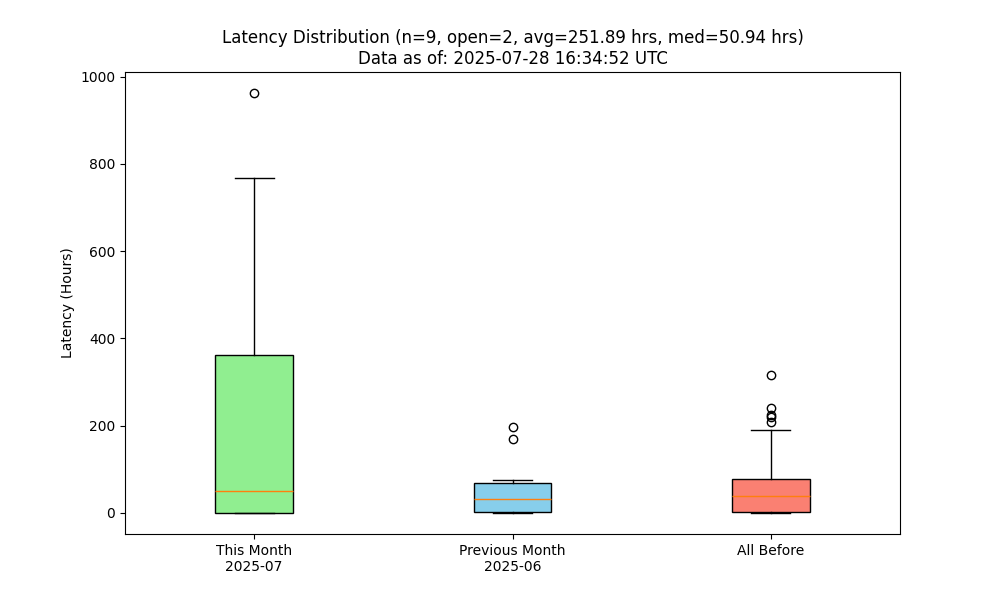 Latency Distribution (n=9, open=2, avg=251.89 hrs, med=50.94 hrs)
Data as of: 2025-07-28 16:34:52 UTC
1000
800
600
400
200
0
Latency (Hours)
This Month
2025-07
Previous Month
2025-06
All Before